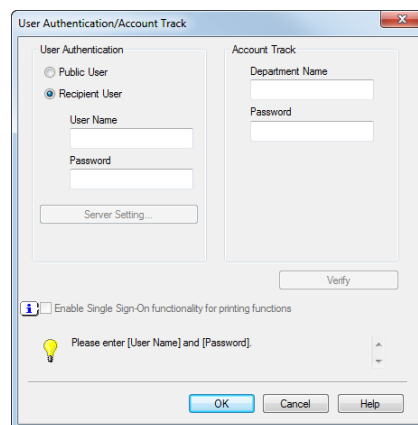 User Authentication/Account Track
User Authentication
Public User
Recipient User
User Name
Password
Server Setting...
Account Track
Department Name
Password
Verify
Enable Single Sign-On functionality for printing functions
Please enter [User Name] and [Password].
OK Cancel Help